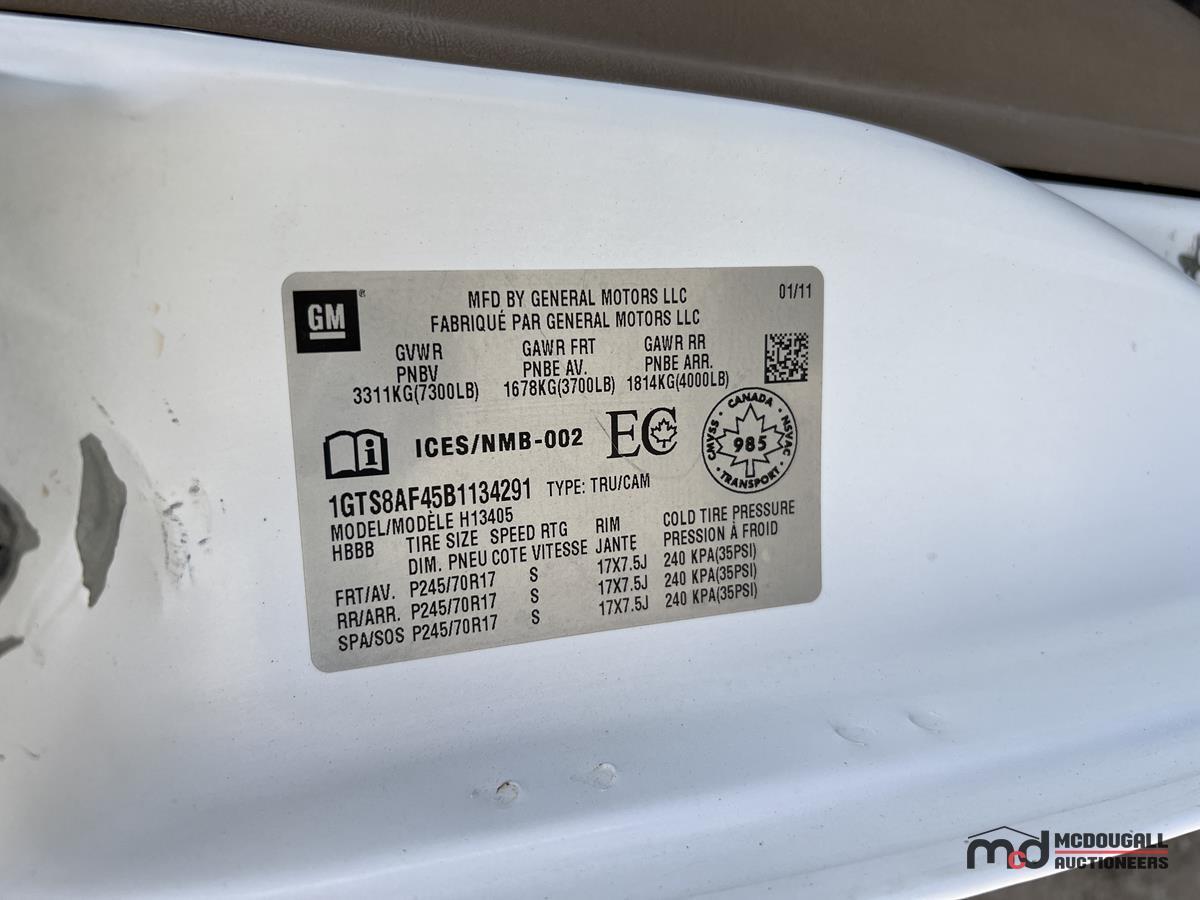 GM ®
MFD BY GENERAL MOTORS LLC
01/11
FABRIQUÉ PAR GENERAL MOTORS LLC
GVWR GAWR FRT GAWR RR
PNBV PNBE AV. PNBE ARR.
3311KG(7300LB) 1678KG(3700LB) 1814KG(4000LB)
i ICES/NMB-002 EC
CANADA
CMVSS • NSVAC
985
• TRANSPORT •
1GTS8AF45B1134291 TYPE: TRU/CAM
MODEL/MODÈLE H13405
HBBB TIRE SIZE SPEED RTG RIM COLD TIRE PRESSURE
DIM. PNEU COTE VITESSE JANTE PRESSION À FROID
FRT/AV. P245/70R17 S 17X7.5J 240 KPA(35PSI)
RR/ARR. P245/70R17 S 17X7.5J 240 KPA(35PSI)
SPA/SOS P245/70R17 S 17X7.5J 240 KPA(35PSI)
mcd MCDOUGALL
AUCTIONEERS